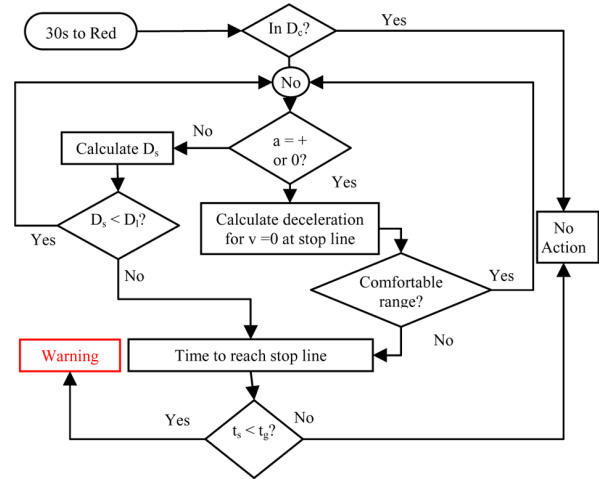 30s to Red
In Dc?
Yes
No
No
a = +
or 0?
Calculate Ds
Yes
Ds < Dl?
Calculate deceleration
for v =0 at stop line
No
Action
Yes
Comfortable
range?
Yes
No
No
Warning
Time to reach stop line
Yes
No
ts < tg?